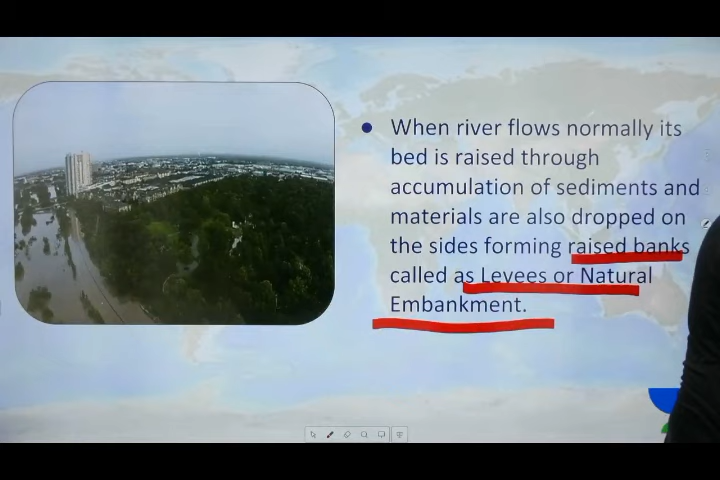 When river flows normally its
bed is raised through
accumulation of sediments and
materials are also dropped on
the sides forming raised banks
called as Levees or Natural
Embankment.